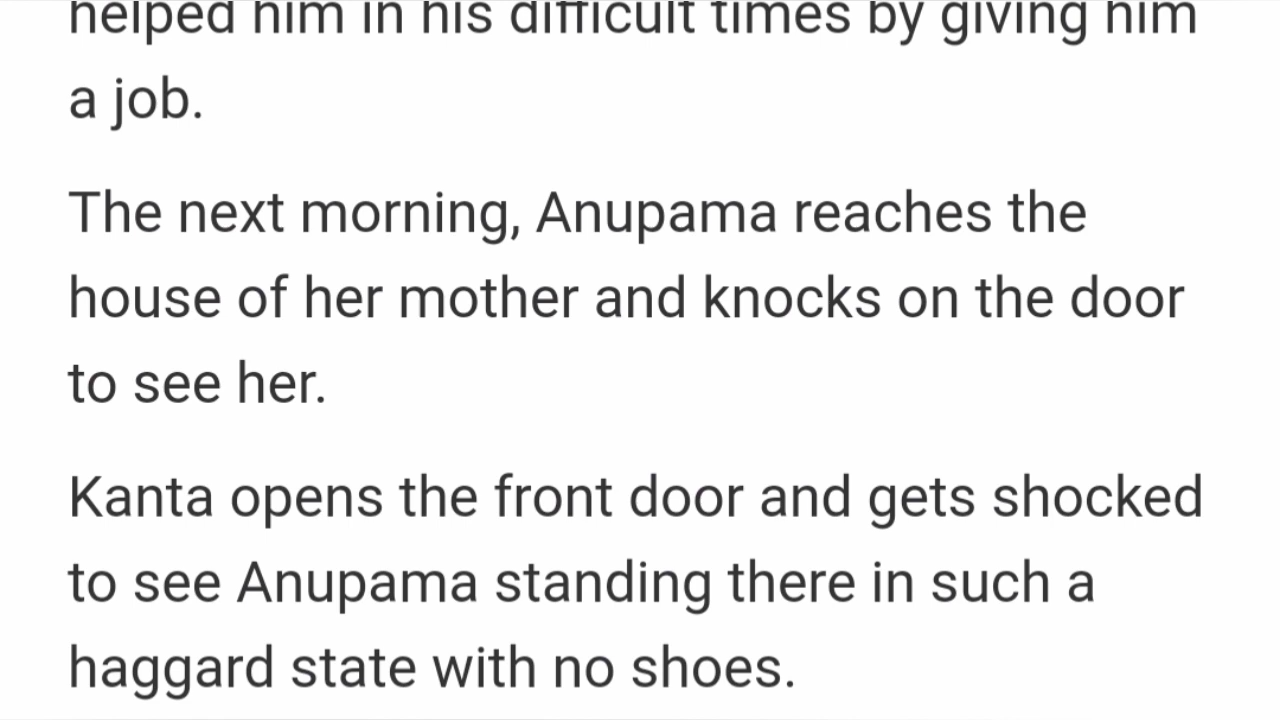 helped him in his difficult times by giving him
a job.
The next morning, Anupama reaches the
house of her mother and knocks on the door
to see her.
Kanta opens the front door and gets shocked
to see Anupama standing there in such a
haggard state with no shoes.